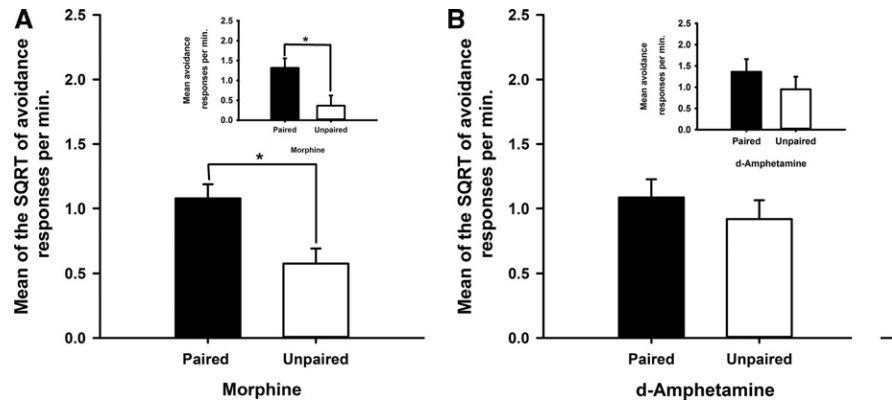 A
Mean of the SQRT of avoidance
responses per min.
2.5
2.0
1.5
1.0
0.5
0.0
Mean avoidance
responses per min.
2.5
2.0
1.5
1.0
0.5
0.0
*
Paired Unpaired
Morphine
*
Paired Unpaired
Morphine
B
Mean of the SQRT of avoidance
responses per min.
2.5
2.0
1.5
1.0
0.5
0.0
Mean avoidance
responses per min.
2.5
2.0
1.5
1.0
0.5
0.0
Paired Unpaired
d-Amphetamine
Paired Unpaired
d-Amphetamine